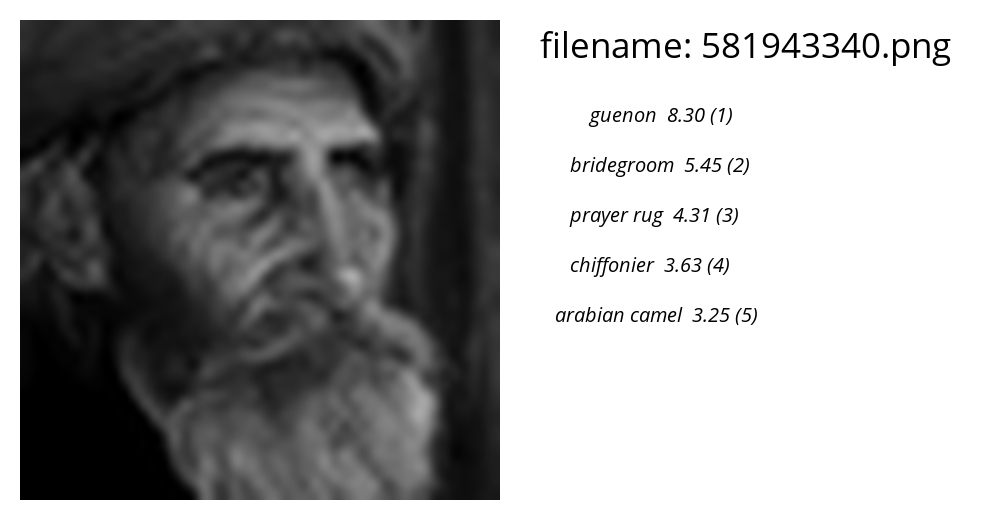 filename: 581943340.png
guenon 8.30 (1)
bridegroom 5.45 (2)
prayer rug 4.31 (3)
chiffonier 3.63 (4)
arabian camel 3.25 (5)